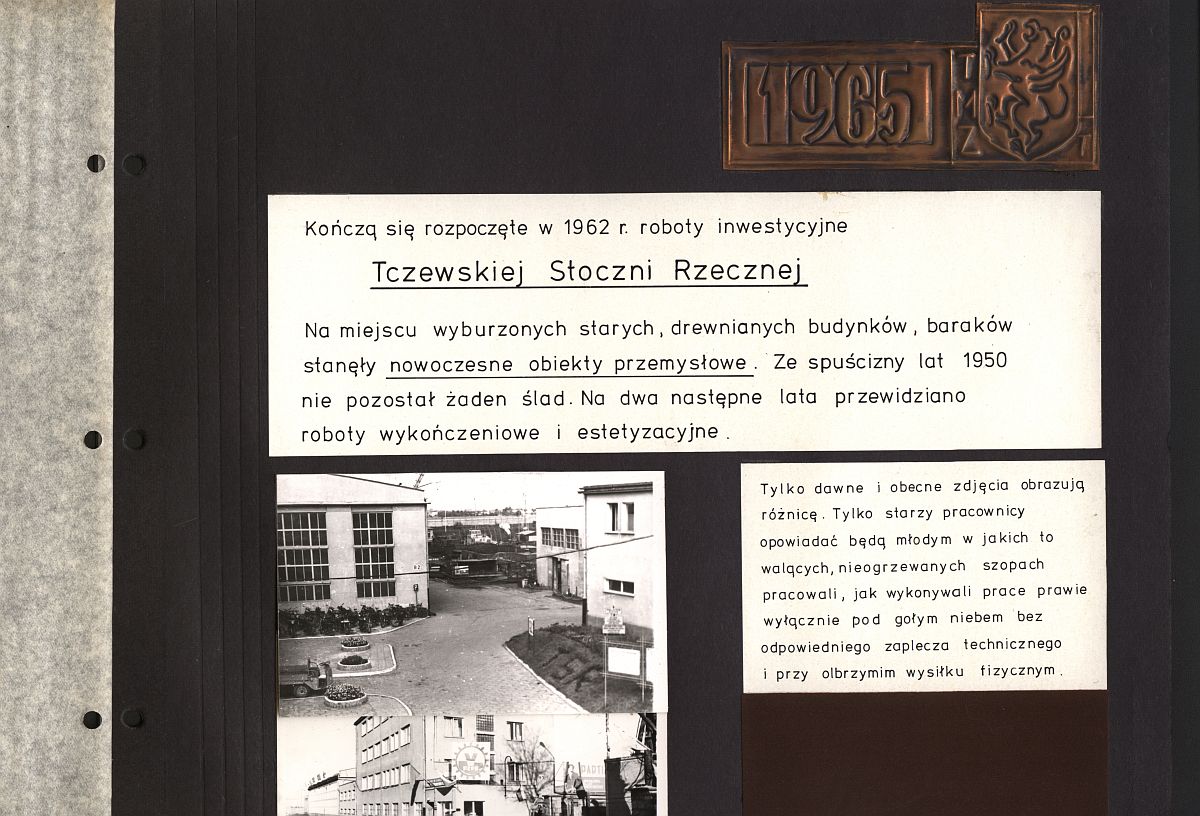 1965
T
M
Z
T
Kończą się rozpoczęte w 1962 r. roboty inwestycyjne
Tczewskiej Stoczni Rzecznej
Na miejscu wyburzonych starych, drewnianych budynków, baraków
stanęły nowoczesne obiekty przemysłowe. Ze spuścizny lat 1950
nie pozostał żaden ślad. Na dwa następne lata przewidziano
roboty wykończeniowe i estetyzacyjne.
Tylko dawne i obecne zdjęcia obrazują
różnicę. Tylko starzy pracownicy
opowiadać będą młodym w jakich to
walących, nieogrzewanych szopach
pracowali, jak wykonywali prace prawie
wyłącznie pod gołym niebem bez
odpowiedniego zaplecza technicznego
i przy olbrzymim wysiłku fizycznym.